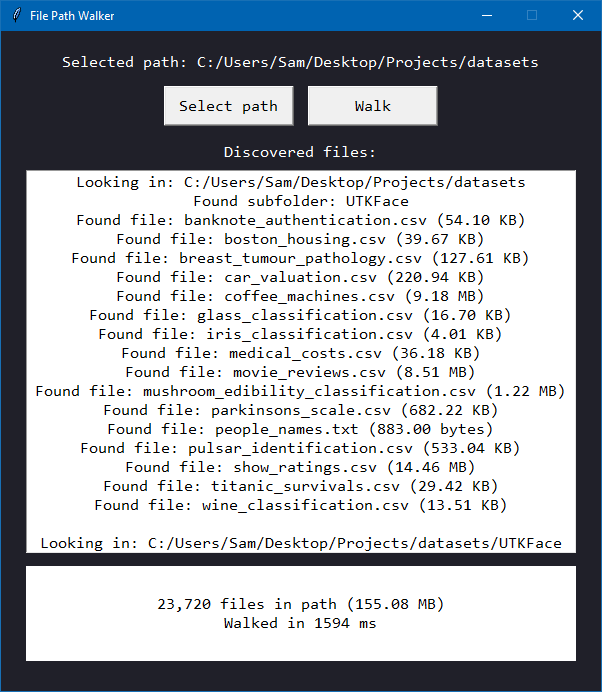 File Path Walker
Selected path: C:/Users/Sam/Desktop/Projects/datasets
Select path
Walk
Discovered files:
Looking in: C:/Users/Sam/Desktop/Projects/datasets
Found subfolder: UTKFace
Found file: banknote_authentication.csv (54.10 KB)
Found file: boston_housing.csv (39.67 KB)
Found file: breast_tumour_pathology.csv (127.61 KB)
Found file: car_valuation.csv (220.94 KB)
Found file: coffee_machines.csv (9.18 MB)
Found file: glass_classification.csv (16.70 KB)
Found file: iris_classification.csv (4.01 KB)
Found file: medical_costs.csv (36.18 KB)
Found file: movie_reviews.csv (8.51 MB)
Found file: mushroom_edibility_classification.csv (1.22 MB)
Found file: parkinsons_scale.csv (682.22 KB)
Found file: people_names.txt (883.00 bytes)
Found file: pulsar_identification.csv (533.04 KB)
Found file: show_ratings.csv (14.46 MB)
Found file: titanic_survivals.csv (29.42 KB)
Found file: wine_classification.csv (13.51 KB)
Looking in: C:/Users/Sam/Desktop/Projects/datasets/UTKFace
23,720 files in path (155.08 MB)
Walked in 1594 ms